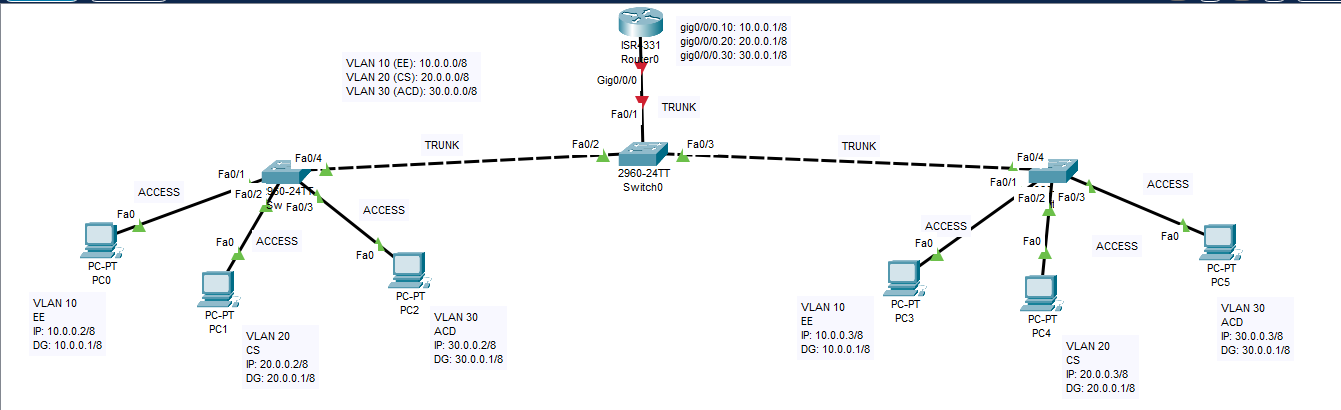 ISR4331
Router0
gig0/0/0.10: 10.0.0.1/8
gig0/0/0.20: 20.0.0.1/8
gig0/0/0.30: 30.0.0.1/8
VLAN 10 (EE): 10.0.0.0/8
VLAN 20 (CS): 20.0.0.0/8
VLAN 30 (ACD): 30.0.0.0/8
Gig0/0/0
TRUNK
Fa0/1
TRUNK
Fa0/2
Fa0/3
TRUNK
2960-24TT
Switch0
Fa0/4
Fa0/1
Fa0/2
960-24TT
Sw
Fa0/3
ACCESS
ACCESS
ACCESS
Fa0
PC-PT
PC0
VLAN 10
EE
IP: 10.0.0.2/8
DG: 10.0.0.1/8
Fa0
PC-PT
PC1
VLAN 20
CS
IP: 20.0.0.2/8
DG: 20.0.0.1/8
Fa0
PC-PT
PC2
VLAN 30
ACD
IP: 30.0.0.2/8
DG: 30.0.0.1/8
Fa0/4
Fa0/1
Fa0/2
Fa0/3
ACCESS
ACCESS
ACCESS
Fa0
PC-PT
PC3
VLAN 10
EE
IP: 10.0.0.3/8
DG: 10.0.0.1/8
Fa0
PC-PT
PC4
VLAN 20
CS
IP: 20.0.0.3/8
DG: 20.0.0.1/8
Fa0
PC-PT
PC5
VLAN 30
ACD
IP: 30.0.0.3/8
DG: 30.0.0.1/8